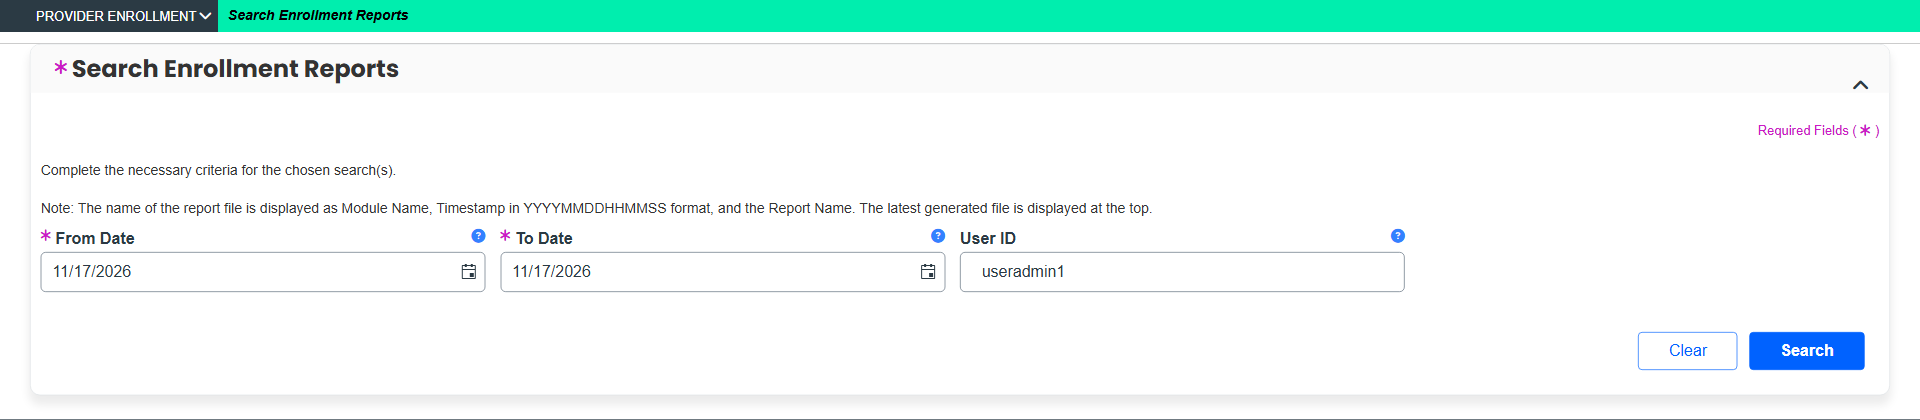 PROVIDER ENROLLMENT Search Enrollment Reports
* Search Enrollment Reports
Required Fields ( * )
Complete the necessary criteria for the chosen search(s).
Note: The name of the report file is displayed as Module Name, Timestamp in YYYYMMDDHHMMSS format, and the Report Name. The latest generated file is displayed at the top.
* From Date ? * To Date ? User ID ?
11/17/2026 11/17/2026 useradmin1
Clear Search